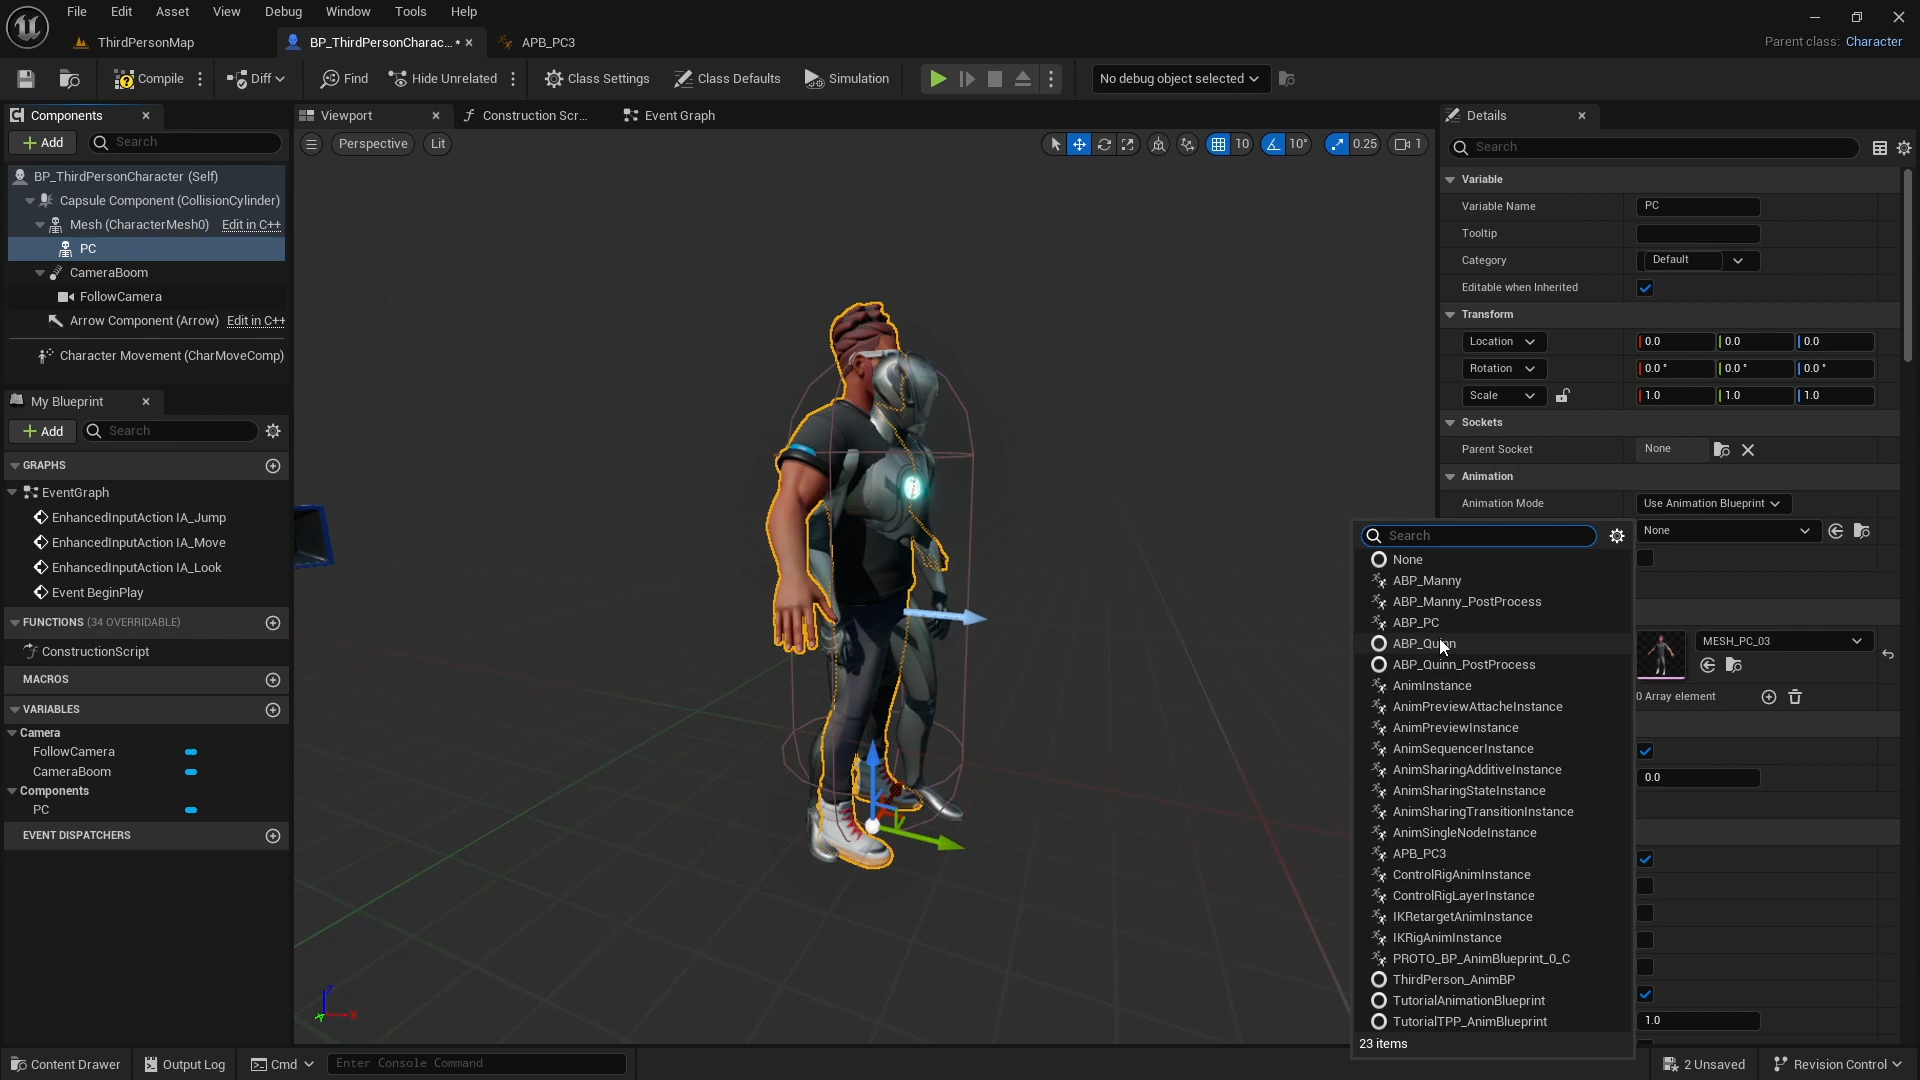 File Edit Asset View Debug Window Tools Help
ThirdPersonMap
BP_ThirdPersonCharac... *
APB_PC3
Parent class: Character
Compile
Diff
Find
Hide Unrelated
Class Settings
Class Defaults
Simulation
No debug object selected
Components
Add
Search
BP_ThirdPersonCharacter (Self)
Capsule Component (CollisionCylinder)
Mesh (CharacterMesh0) Edit in C++
PC
CameraBoom
FollowCamera
Arrow Component (Arrow) Edit in C++
Character Movement (CharMoveComp)
My Blueprint
Add
Search
GRAPHS
EventGraph
EnhancedInputAction IA_Jump
EnhancedInputAction IA_Move
EnhancedInputAction IA_Look
Event BeginPlay
FUNCTIONS (34 OVERRIDABLE)
ConstructionScript
MACROS
VARIABLES
Camera
FollowCamera
CameraBoom
Components
PC
EVENT DISPATCHERS
Viewport
Construction Scr...
Event Graph
Perspective
Lit
10
10°
0.25
1
Z
X
Y
Details
Search
Variable
Variable Name PC
Tooltip
Category Default
Editable when Inherited
Transform
Location 0.0 0.0 0.0
Rotation 0.0 ° 0.0 ° 0.0 °
Scale 1.0 1.0 1.0
Sockets
Parent Socket None
Animation
Animation Mode Use Animation Blueprint
None
MESH_PC_03
0 Array element
0.0
1.0
Search
None
ABP_Manny
ABP_Manny_PostProcess
ABP_PC
ABP_Quinn
ABP_Quinn_PostProcess
AnimInstance
AnimPreviewAttacheInstance
AnimPreviewInstance
AnimSequencerInstance
AnimSharingAdditiveInstance
AnimSharingStateInstance
AnimSharingTransitionInstance
AnimSingleNodeInstance
APB_PC3
ControlRigAnimInstance
ControlRigLayerInstance
IKRetargetAnimInstance
IKRigAnimInstance
PROTO_BP_AnimBlueprint_0_C
ThirdPerson_AnimBP
TutorialAnimationBlueprint
TutorialTPP_AnimBlueprint
23 items
Content Drawer
Output Log
Cmd
Enter Console Command
2 Unsaved
Revision Control